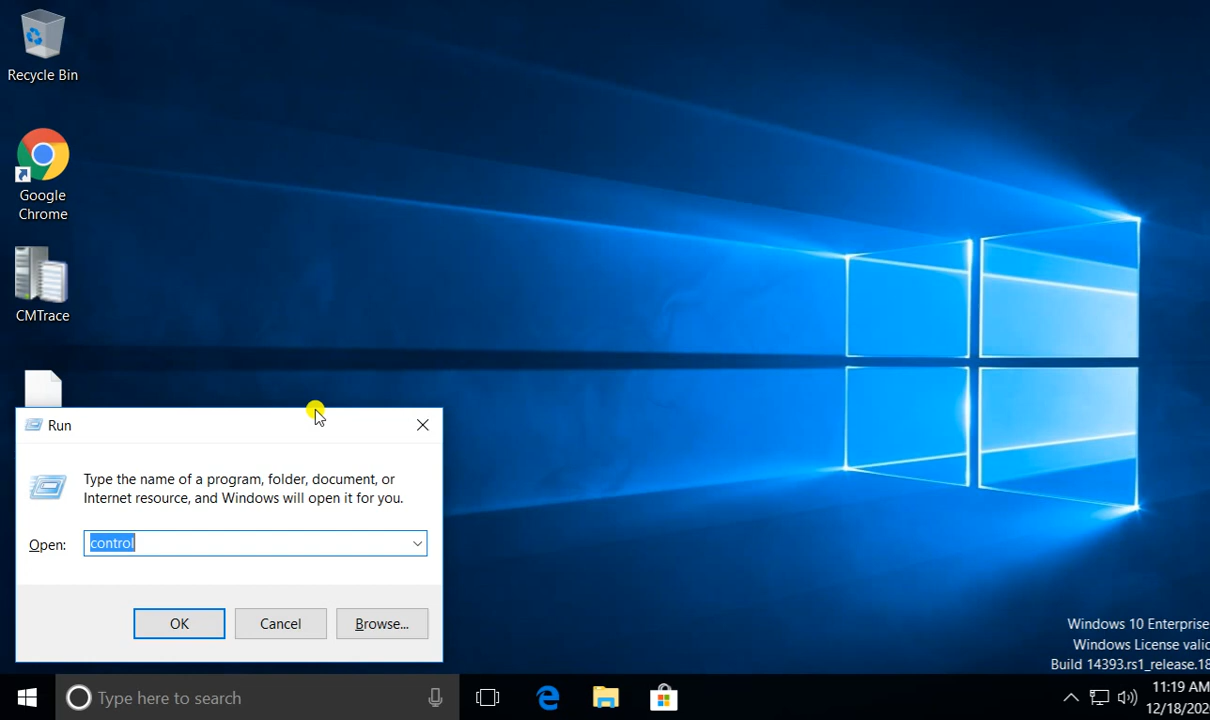 Recycle Bin
Google
Chrome
CMTrace
Run
Type the name of a program, folder, document, or
Internet resource, and Windows will open it for you.
Open:
control
OK
Cancel
Browse...
Windows 10 Enterprise
Windows License valid
Build 14393.rs1_release.18
Type here to search
11:19 AM
12/18/202